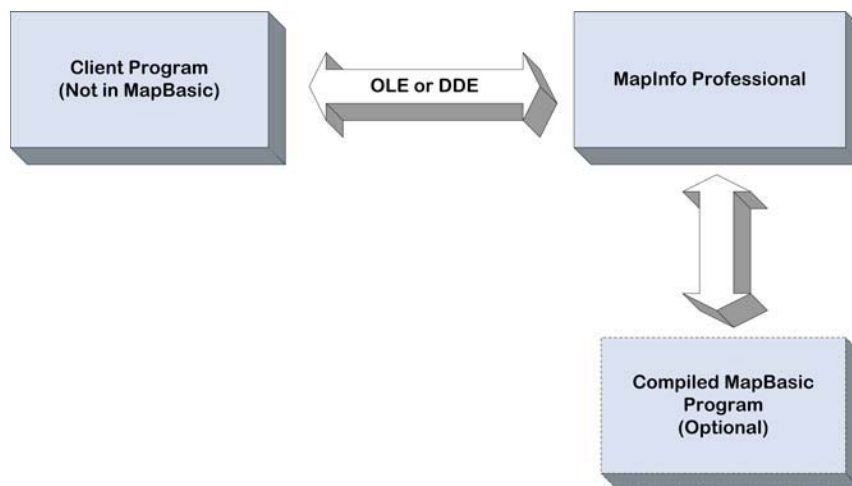 Client Program
(Not in MapBasic)
OLE or DDE
MapInfo Professional
Compiled MapBasic
Program
(Optional)